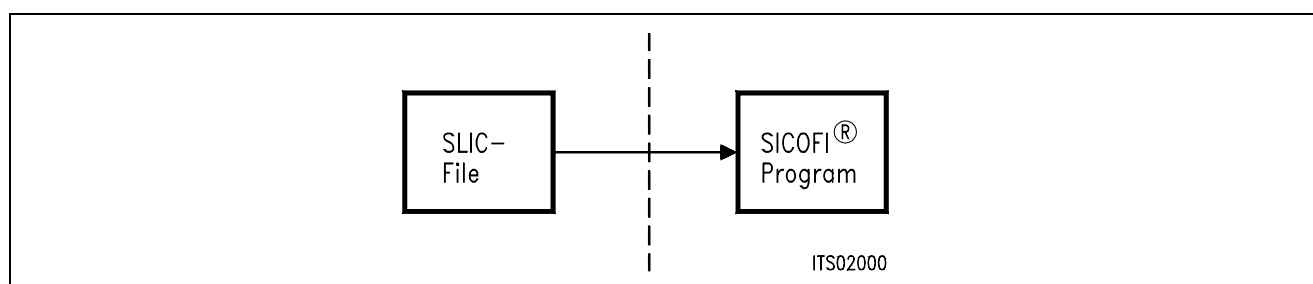 SLIC-
File
SICOFI®
Program
ITS02000